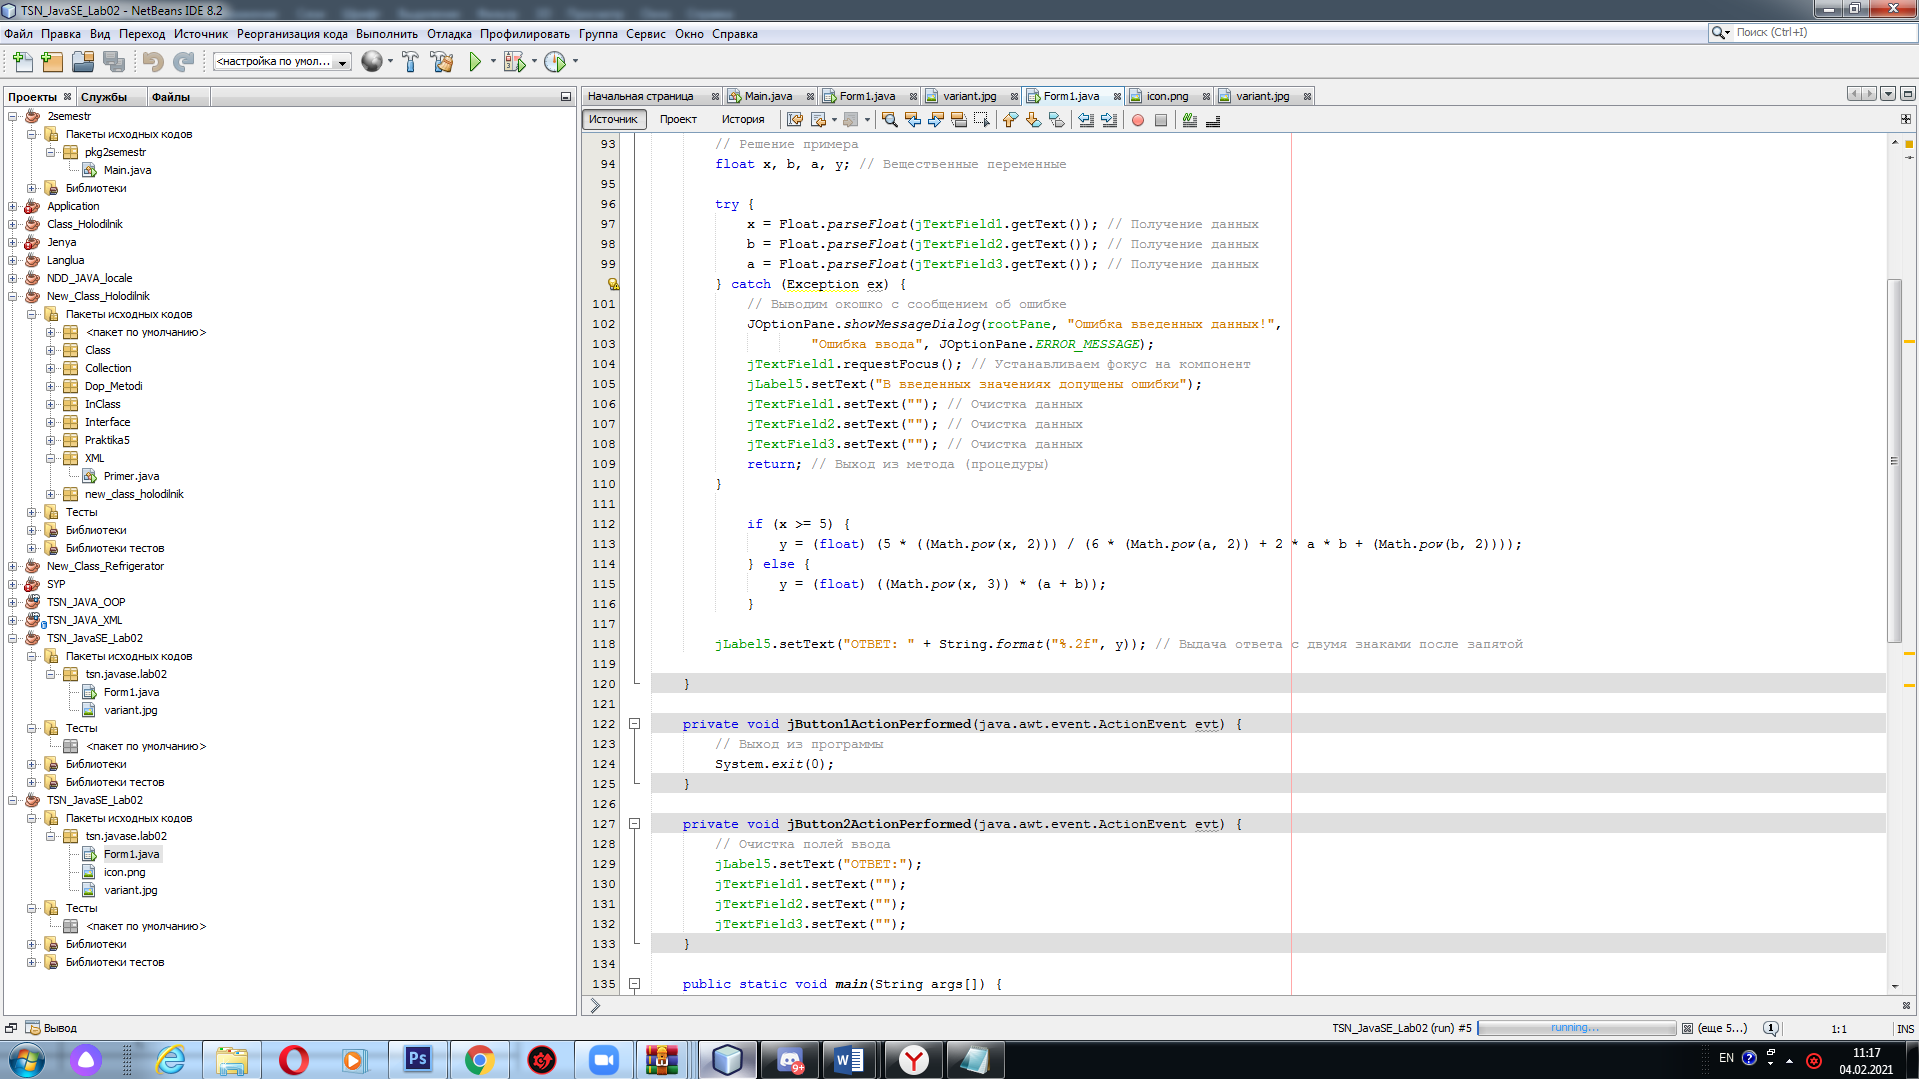 TSN_JavaSE_Lab02 - NetBeans IDE 8.2
Файл Правка Вид Переход Источник Реорганизация кода Выполнить Отладка Профилировать Группа Сервис Окно Справка
Поиск (Ctrl+I)
<настройка по умол...
Проекты Службы Файлы
2semestr
Пакеты исходных кодов
pkg2semestr
Main.java
Библиотеки
Application
Class_Holodilnik
Jenya
Langlua
NDD_JAVA_locale
New_Class_Holodilnik
Пакеты исходных кодов
<пакет по умолчанию>
Class
Collection
Dop_Metodi
InClass
Interface
Praktika5
XML
Primer.java
new_class_holodilnik
Тесты
Библиотеки
Библиотеки тестов
New_Class_Refrigerator
SYP
TSN_JAVA_OOP
TSN_JAVA_XML
TSN_JavaSE_Lab02
Пакеты исходных кодов
tsn.javase.lab02
Form1.java
variant.jpg
Тесты
<пакет по умолчанию>
Библиотеки
Библиотеки тестов
TSN_JavaSE_Lab02
Пакеты исходных кодов
tsn.javase.lab02
Form1.java
icon.png
variant.jpg
Тесты
<пакет по умолчанию>
Библиотеки
Библиотеки тестов
Начальная страница Main.java Form1.java variant.jpg Form1.java icon.png variant.jpg
Источник Проект История
93 // Решение примера
94 float x, b, a, y; // Вещественные переменные
95
96 try {
97 x = Float.parseFloat(jTextField1.getText()); // Получение данных
98 b = Float.parseFloat(jTextField2.getText()); // Получение данных
99 a = Float.parseFloat(jTextField3.getText()); // Получение данных
} catch (Exception ex) {
101 // Выводим окошко с сообщением об ошибке
102 JOptionPane.showMessageDialog(rootPane, "Ошибка введенных данных!",
103 "Ошибка ввода", JOptionPane.ERROR_MESSAGE);
104 jTextField1.requestFocus(); // Устанавливаем фокус на компонент
105 jLabel5.setText("В введенных значениях допущены ошибки");
106 jTextField1.setText(""); // Очистка данных
107 jTextField2.setText(""); // Очистка данных
108 jTextField3.setText(""); // Очистка данных
109 return; // Выход из метода (процедуры)
110 }
111
112 if (x >= 5) {
113 y = (float) (5 * ((Math.pow(x, 2))) / (6 * (Math.pow(a, 2)) + 2 * a * b + (Math.pow(b, 2))));
114 } else {
115 y = (float) ((Math.pow(x, 3)) * (a + b));
116 }
117
118 jLabel5.setText("ОТВЕТ: " + String.format("%.2f", y)); // Выдача ответа с двумя знаками после запятой
119
120 }
121
122 private void jButton1ActionPerformed(java.awt.event.ActionEvent evt) {
123 // Выход из программы
124 System.exit(0);
125 }
126
127 private void jButton2ActionPerformed(java.awt.event.ActionEvent evt) {
128 // Очистка полей ввода
129 jLabel5.setText("ОТВЕТ:");
130 jTextField1.setText("");
131 jTextField2.setText("");
132 jTextField3.setText("");
133 }
134
135 public static void main(String args[]) {
Вывод
TSN_JavaSE_Lab02 (run) #5 running... (еще 5...) 1 1:1 INS
Ps
9+
EN
11:17
04.02.2021